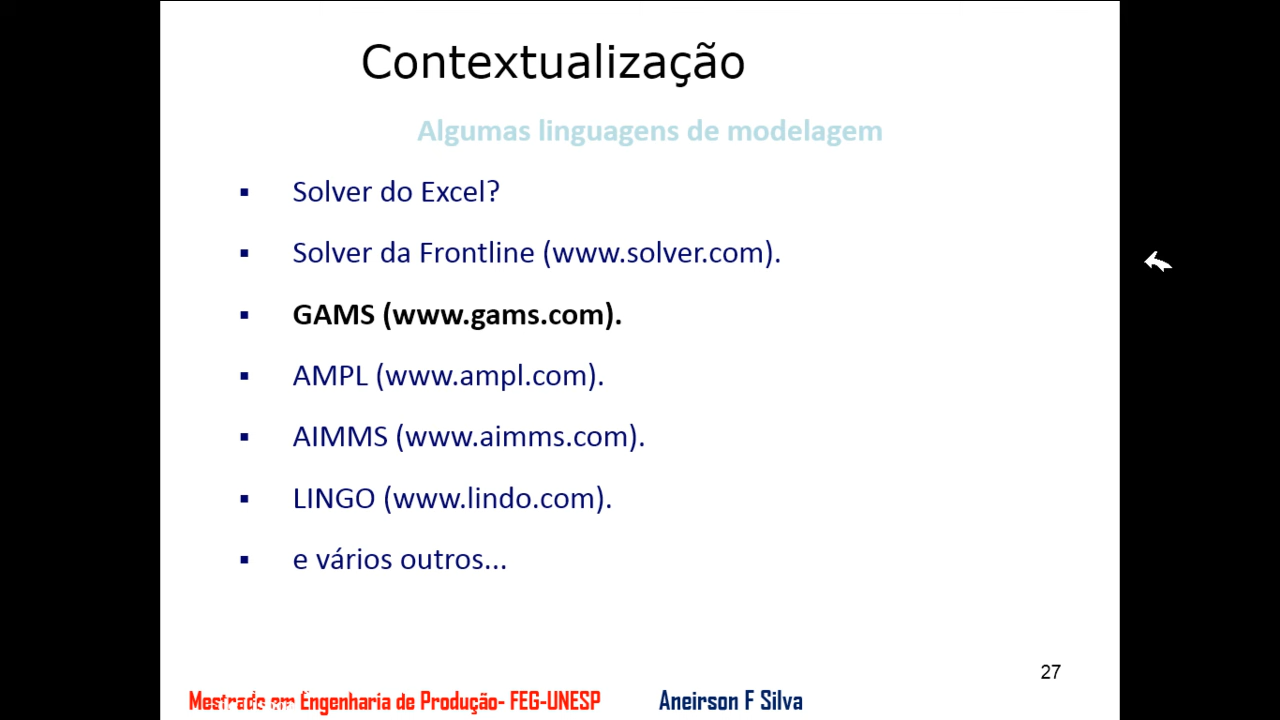 Contextualização
Algumas linguagens de modelagem
▪ Solver do Excel?
▪ Solver da Frontline (www.solver.com).
▪ GAMS (www.gams.com).
▪ AMPL (www.ampl.com).
▪ AIMMS (www.aimms.com).
▪ LINGO (www.lindo.com).
▪ e vários outros...
27
Mestrado em Engenharia de Produção- FEG-UNESP Aneirson F Silva